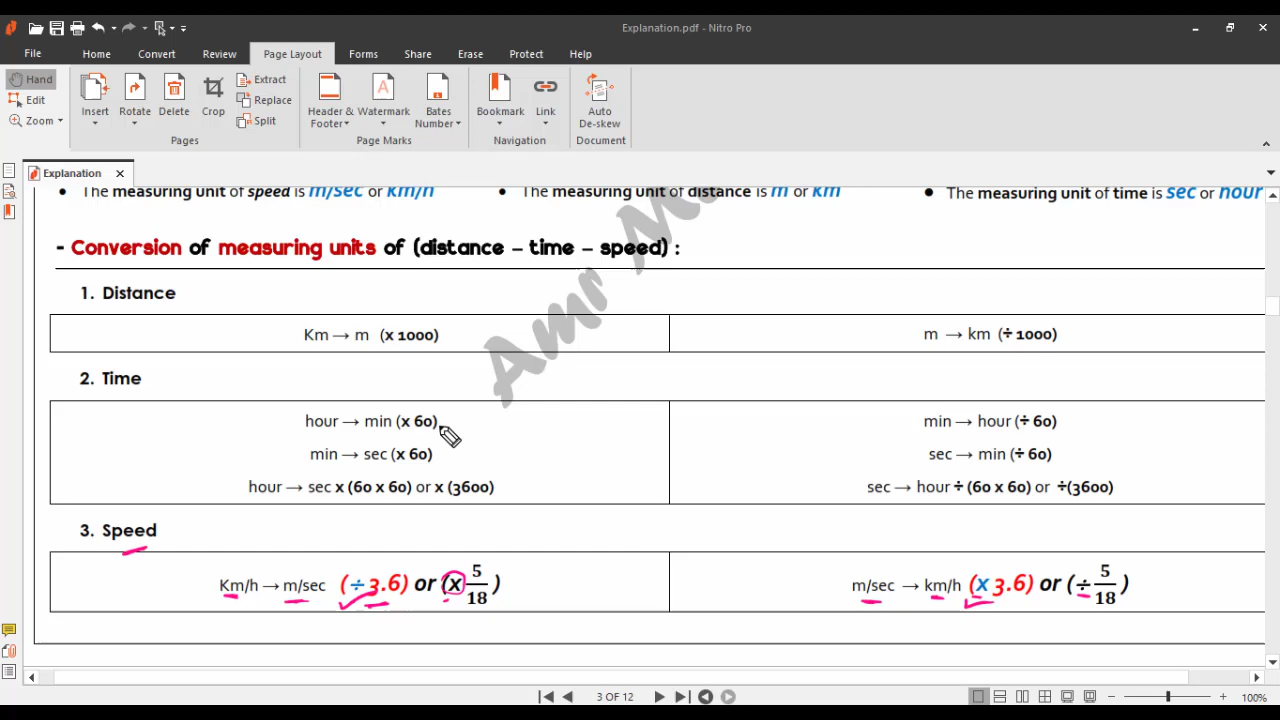 Explanation.pdf - Nitro Pro
File Home Convert Review Page Layout Forms Share Erase Protect Help
Hand
Edit
Zoom
Insert Rotate Delete Crop
Extract
Replace
Split
Header & Footer Watermark Bates Number
Bookmark Link
Auto De-skew
Pages Page Marks Navigation Document
Explanation
• The measuring unit of speed is m/sec or km/h • The measuring unit of distance is m or km • The measuring unit of time is sec or hour
- Conversion of measuring units of (distance – time – speed) :
1. Distance
Km → m (x 1000) m → km (÷ 1000)
2. Time
hour → min (x 60) min → hour (÷ 60)
min → sec (x 60) sec → min (÷ 60)
hour → sec x (60 x 60) or x (3600) sec → hour ÷ (60 x 60) or ÷(3600)
3. Speed
Km/h → m/sec (÷ 3.6) or (x 5/18) m/sec → km/h (x 3.6) or (÷ 5/18)
Amr
3 OF 12
100%